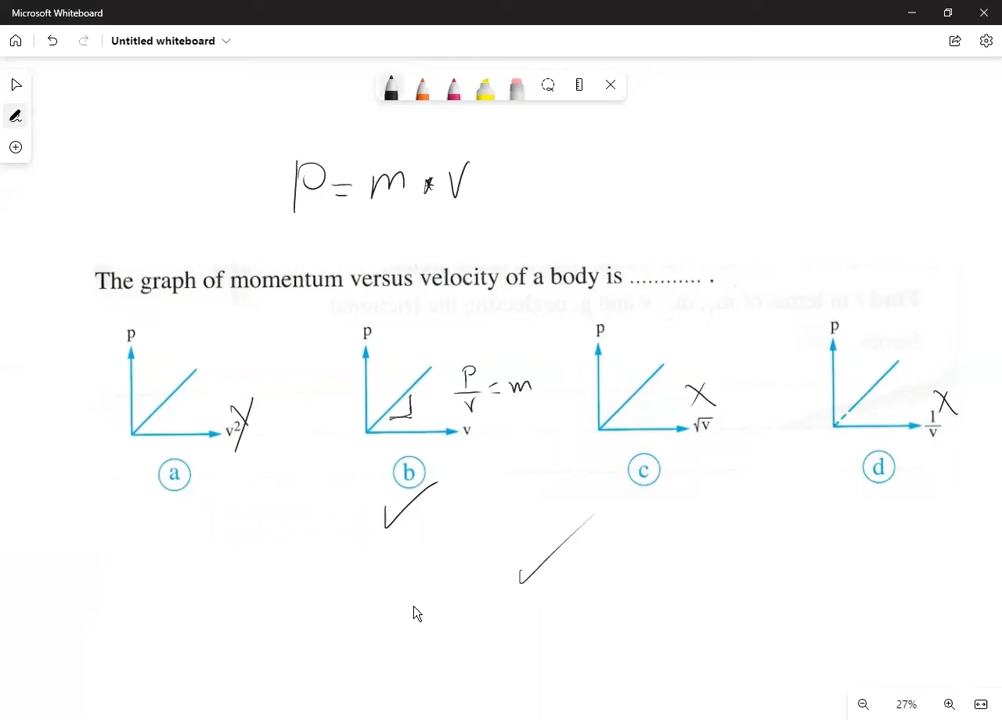 Microsoft Whiteboard
Untitled whiteboard
P = m * v
The graph of momentum versus velocity of a body is ............ .
P
v²
a
P
v
P/v = m
b
P
√v
X
c
P
1/v
X
d
27%